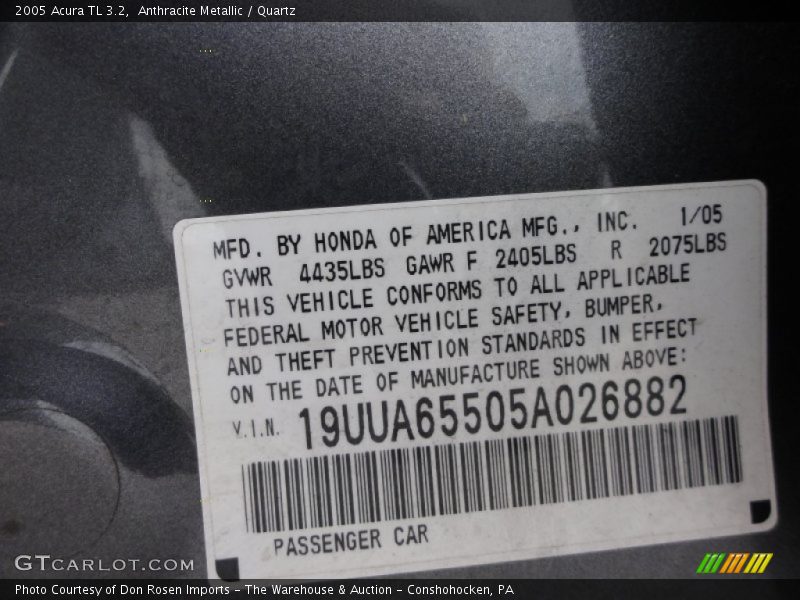 2005 Acura TL 3.2,  Anthracite Metallic / Quartz
MFD. BY HONDA OF AMERICA MFG., INC. 1/05
GVWR 4435LBS GAWR F 2405LBS R 2075LBS
THIS VEHICLE CONFORMS TO ALL APPLICABLE
FEDERAL MOTOR VEHICLE SAFETY, BUMPER,
AND THEFT PREVENTION STANDARDS IN EFFECT
ON THE DATE OF MANUFACTURE SHOWN ABOVE:
V.I.N. 19UUA65505A026882
PASSENGER CAR
GTCARLOT.COM
Photo Courtesy of Don Rosen Imports - The Warehouse & Auction - Conshohocken, PA